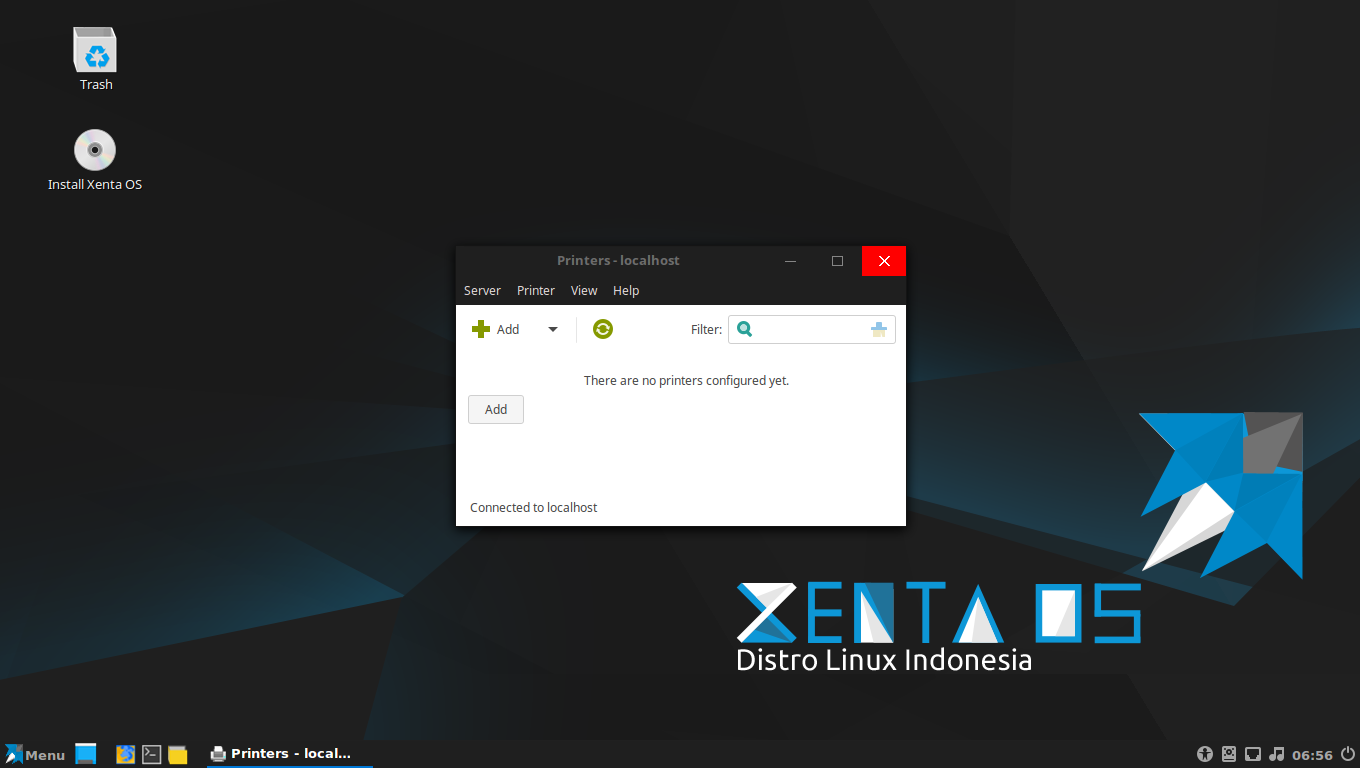 Trash
Install Xenta OS
Printers - localhost
Server Printer View Help
Add Filter:
There are no printers configured yet.
Add
Connected to localhost
XENTA OS
Distro Linux Indonesia
Menu Printers - local... 06:56